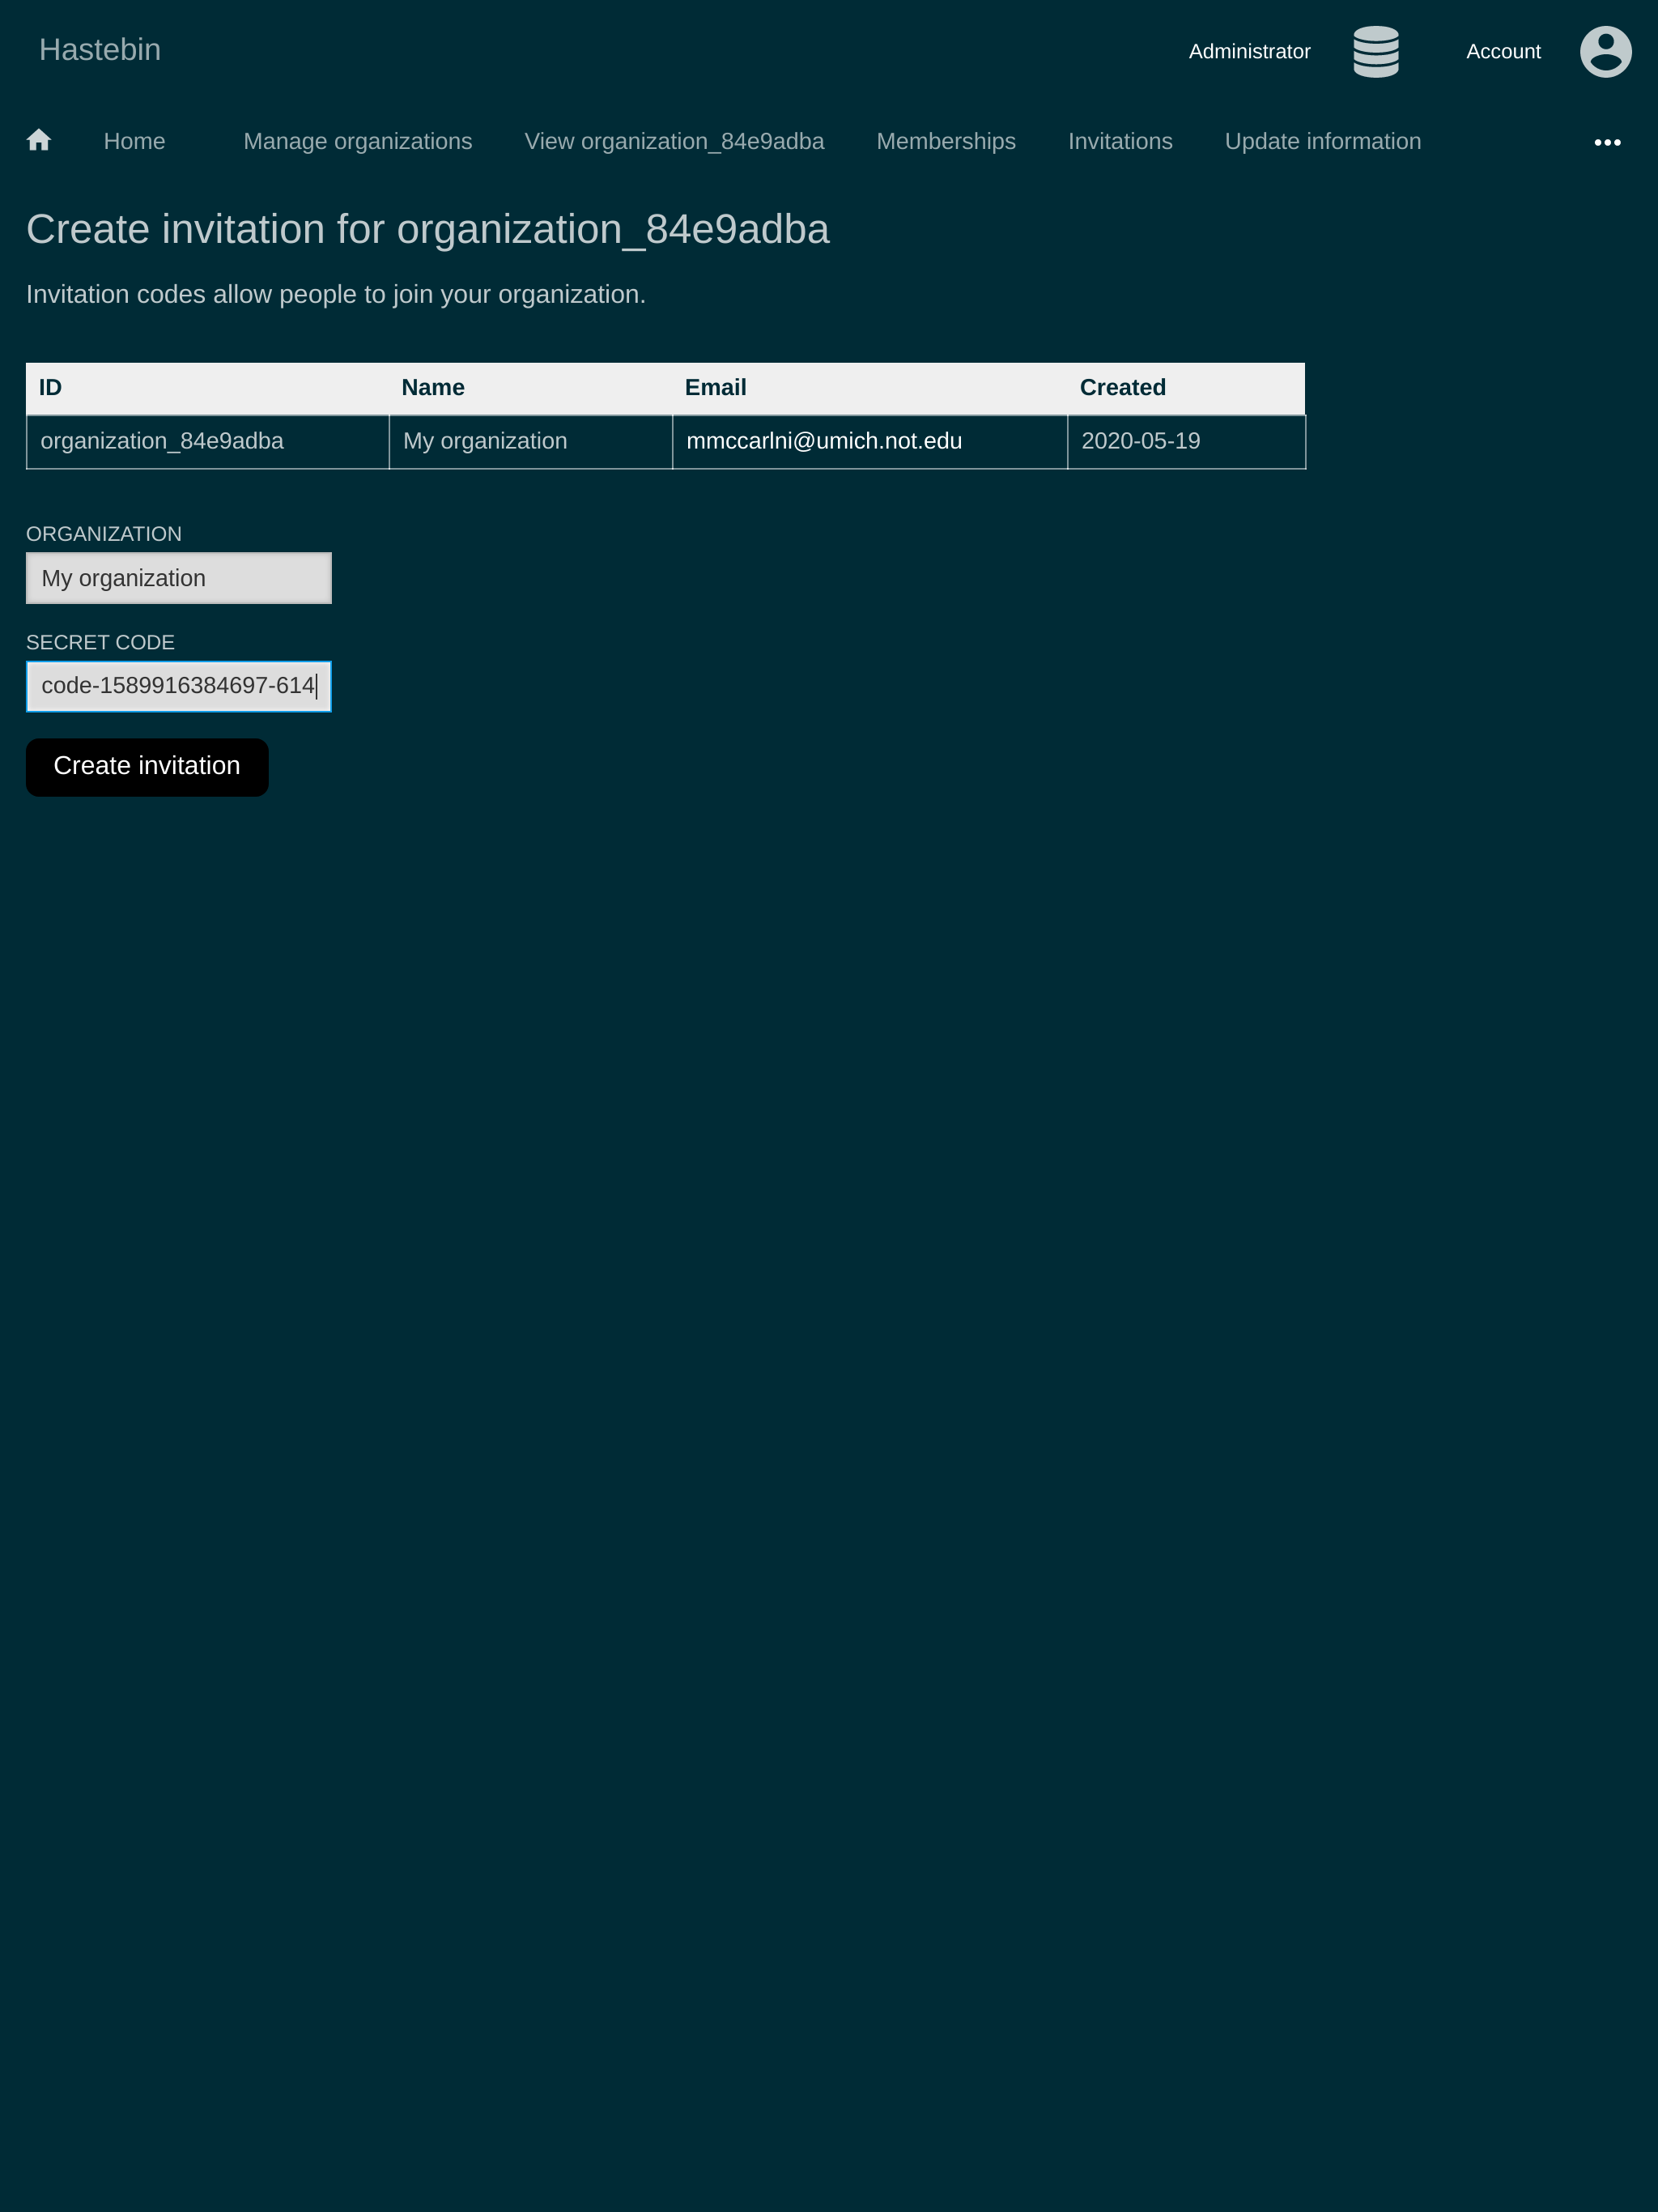 Hastebin
Administrator
Account
Home
Manage organizations
View organization_84e9adba
Memberships
Invitations
Update information
Create invitation for organization_84e9adba
Invitation codes allow people to join your organization.
ID Name Email Created
organization_84e9adba My organization mmccarlni@umich.not.edu 2020-05-19
ORGANIZATION
My organization
SECRET CODE
code-1589916384697-614
Create invitation